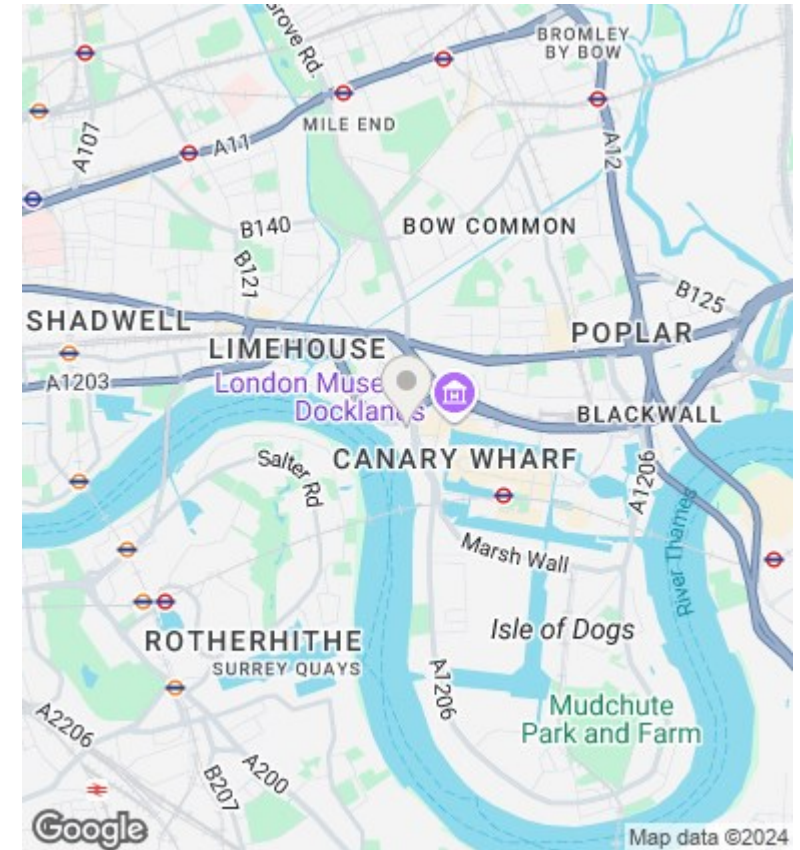 Grove Rd.
BROMLEY
BY BOW
MILE END
A107
A11
A12
B140
BOW COMMON
B121
B125
SHADWELL
LIMEHOUSE
POPLAR
A1203
London Muse
Docklands
BLACKWALL
CANARY WHARF
Salter Rd
A1206
Marsh Wall
River Thames
Isle of Dogs
ROTHERHITHE
SURREY QUAYS
A1206
Mudchute
Park and Farm
A2206
A200
B207
Google
Map data ©2024